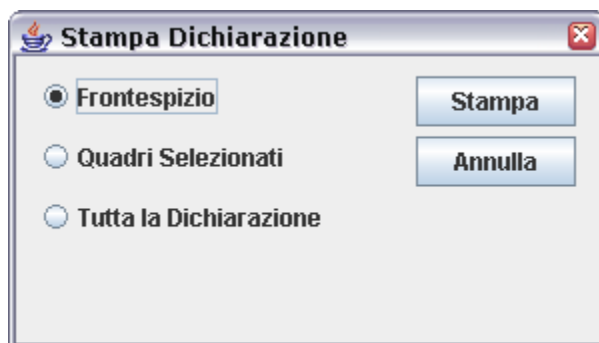 Stampa Dichiarazione
Frontespizio
Stampa
Quadri Selezionati
Annulla
Tutta la Dichiarazione